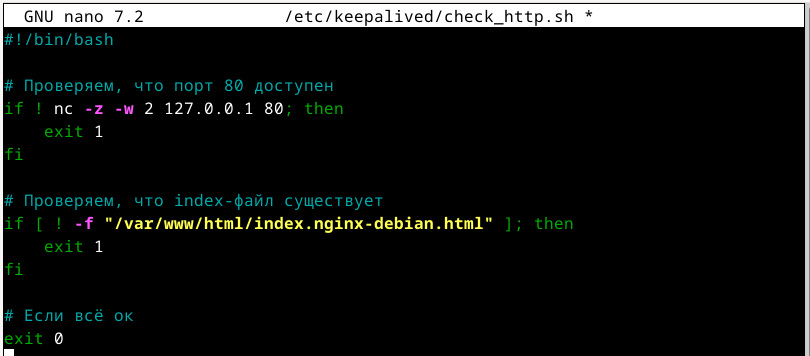 GNU nano 7.2 /etc/keepalived/check_http.sh *
#!/bin/bash
# Проверяем, что порт 80 доступен
if ! nc -z -w 2 127.0.0.1 80; then
    exit 1
fi
# Проверяем, что index-файл существует
if [ ! -f "/var/www/html/index.nginx-debian.html" ]; then
    exit 1
fi
# Если всё ок
exit 0